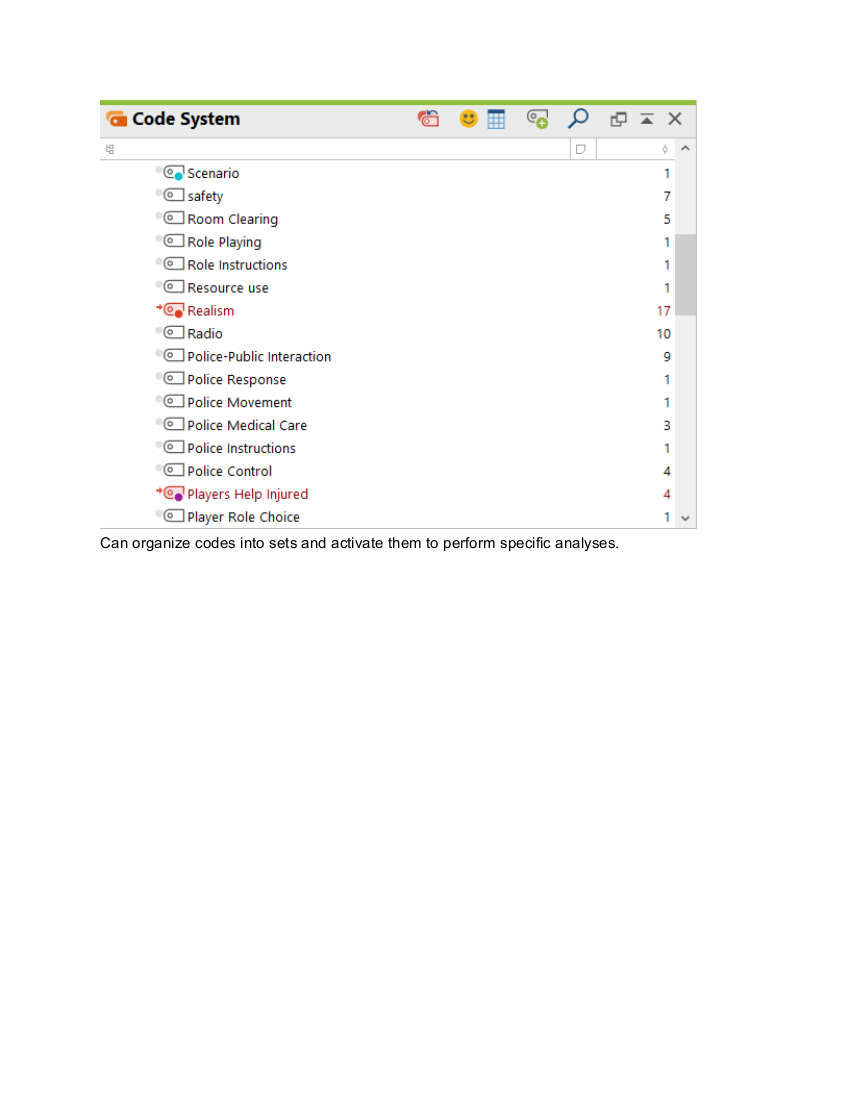 Code System
Scenario 1
safety 7
Room Clearing 5
Role Playing 1
Role Instructions 1
Resource use 1
Realism 17
Radio 10
Police-Public Interaction 9
Police Response 1
Police Movement 1
Police Medical Care 3
Police Instructions 1
Police Control 4
Players Help Injured 4
Player Role Choice 1
Can organize codes into sets and activate them to perform specific analyses.